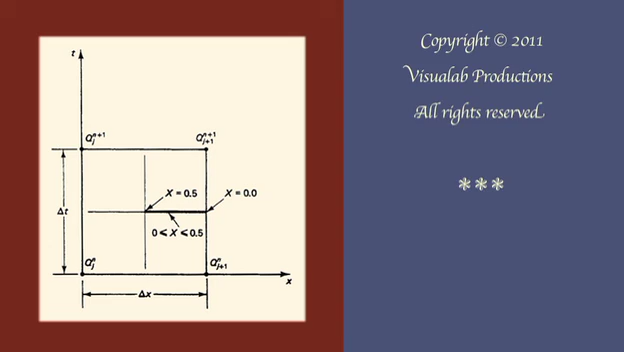 t
Q_j^{n+1}
Q_{j+1}^{n+1}
X = 0.5
X = 0.0
Δt
0 < X < 0.5
Q_j^n
Q_{j+1}^n
x
Δx
Copyright © 2011
Visualab Productions
All rights reserved.
***